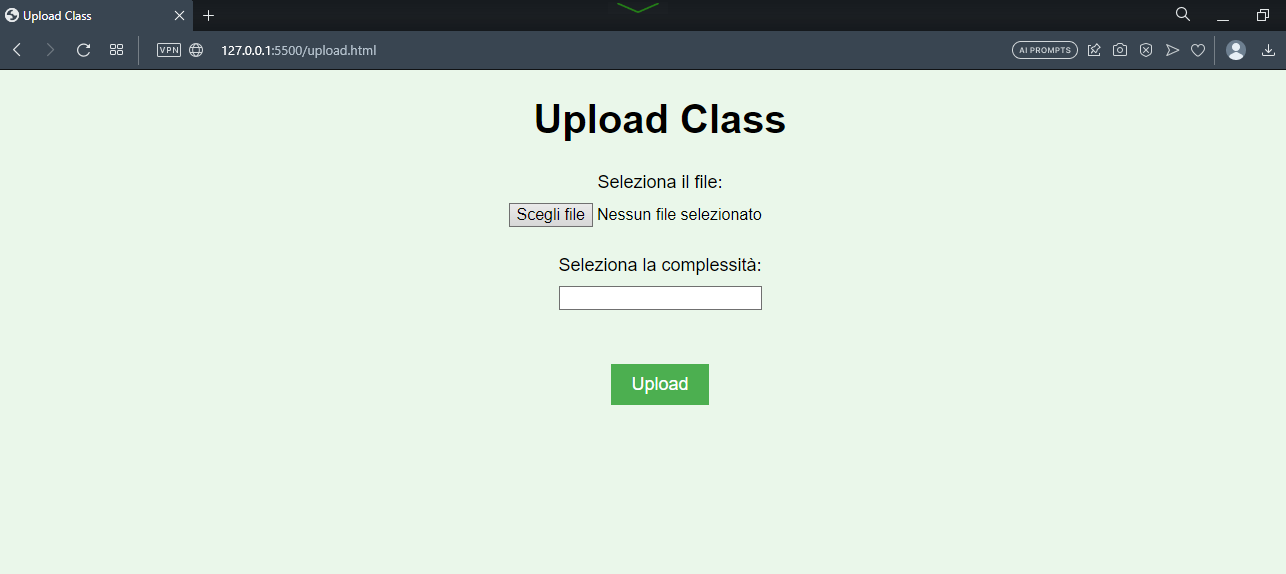 Upload Class
VPN 127.0.0.1:5500/upload.html AI PROMPTS
Upload Class
Seleziona il file:
Scegli file Nessun file selezionato
Seleziona la complessità:
Upload